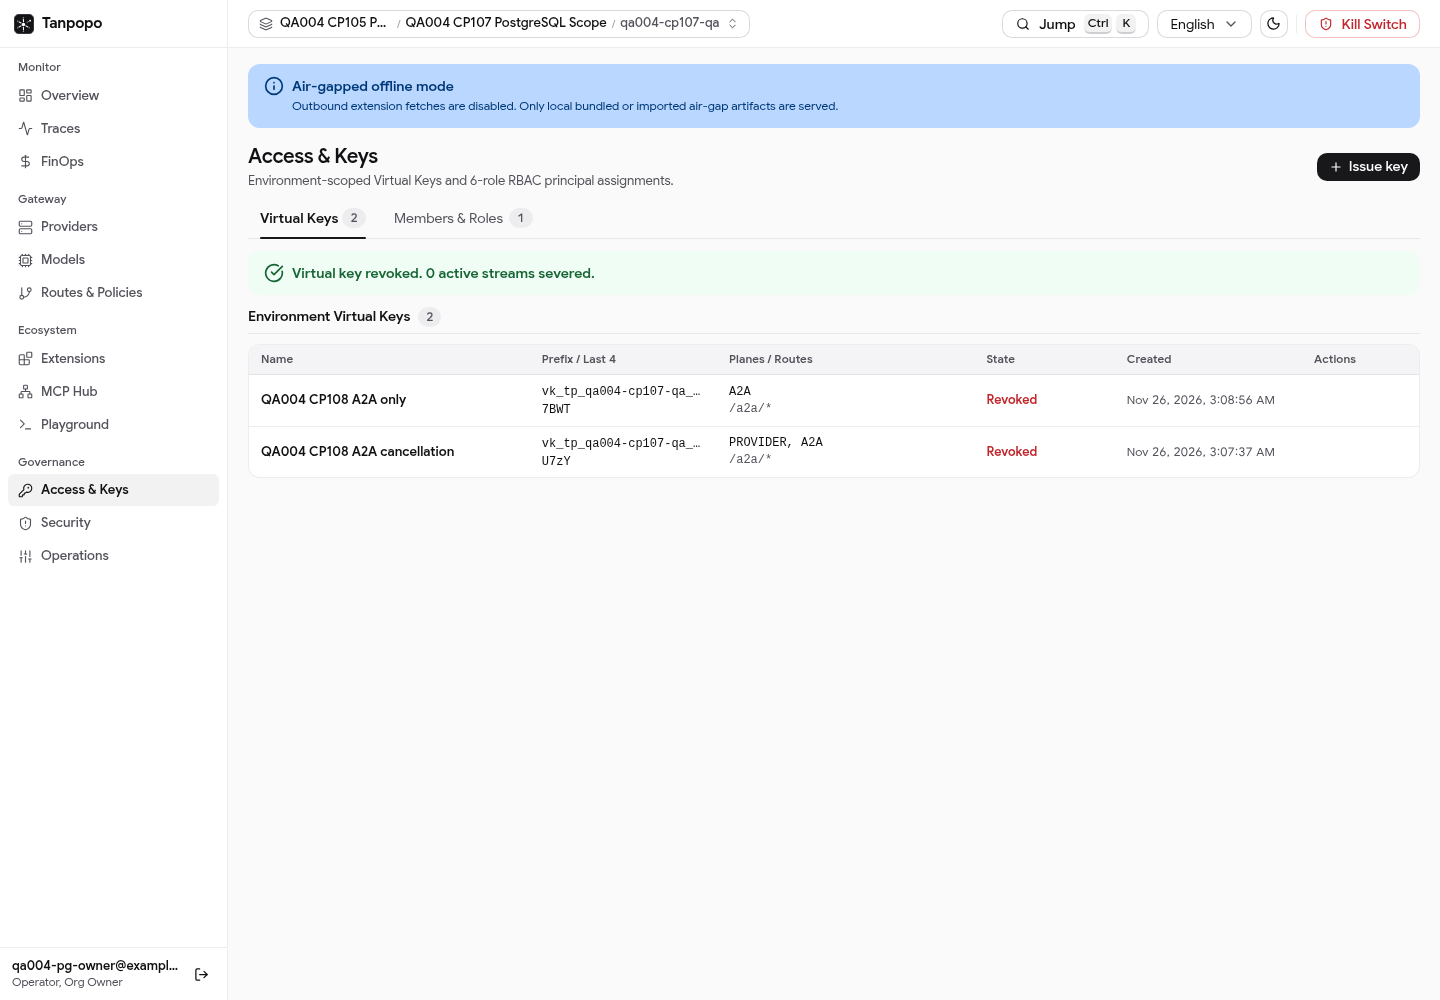 Tanpopo
QA004 CP105 P... / QA004 CP107 PostgreSQL Scope / qa004-cp107-qa
Jump Ctrl K
English
Kill Switch
Monitor
Overview
Traces
FinOps
Gateway
Providers
Models
Routes & Policies
Ecosystem
Extensions
MCP Hub
Playground
Governance
Access & Keys
Security
Operations
qa004-pg-owner@exampl...
Operator, Org Owner
Air-gapped offline mode
Outbound extension fetches are disabled. Only local bundled or imported air-gap artifacts are served.
Access & Keys
Environment-scoped Virtual Keys and 6-role RBAC principal assignments.
Issue key
Virtual Keys 2 Members & Roles 1
Virtual key revoked. 0 active streams severed.
Environment Virtual Keys 2
Name Prefix / Last 4 Planes / Routes State Created Actions
QA004 CP108 A2A only vk_tp_qa004-cp107-qa_… A2A Revoked Nov 26, 2026, 3:08:56 AM
7BWT /a2a/*
QA004 CP108 A2A cancellation vk_tp_qa004-cp107-qa_… PROVIDER, A2A Revoked Nov 26, 2026, 3:07:37 AM
U7zY /a2a/*